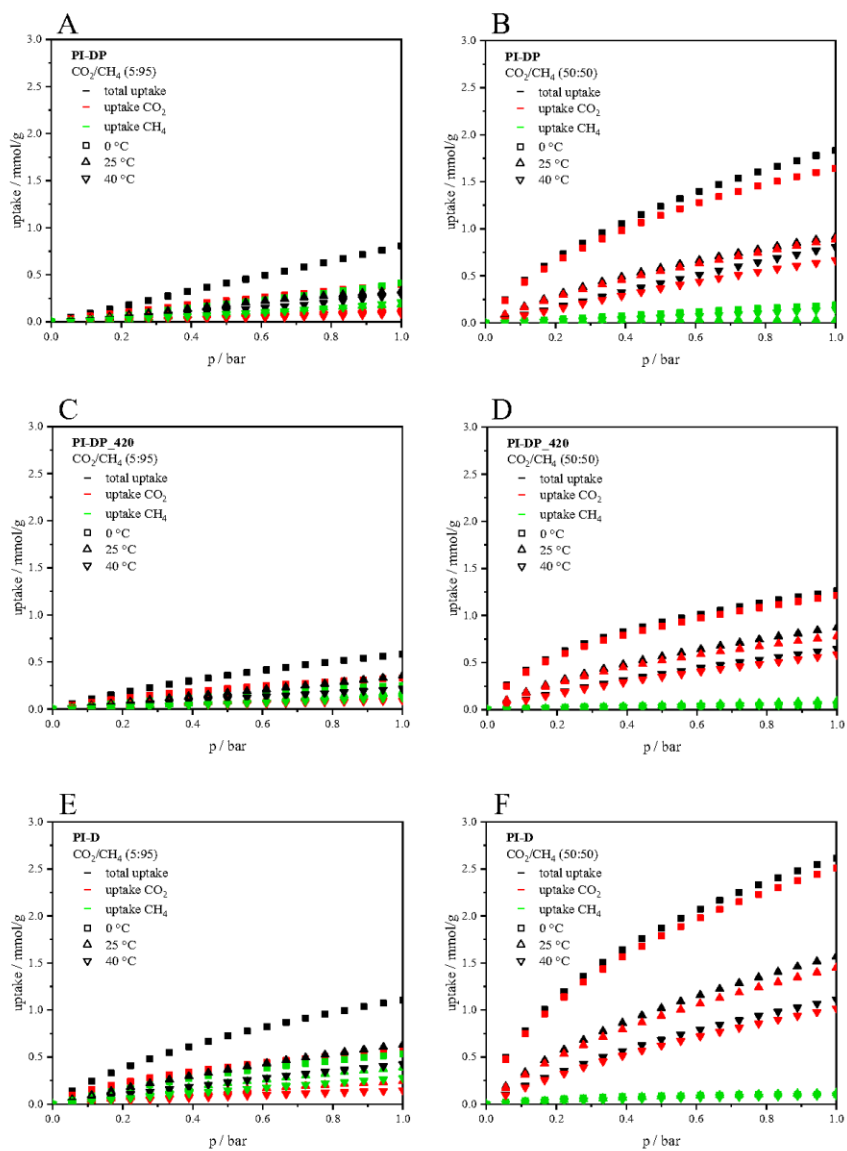 A
PI-DP
CO2/CH4 (5:95)
total uptake
uptake CO2
uptake CH4
0 °C
25 °C
40 °C
uptake / mmol/g
3.0
2.5
2.0
1.5
1.0
0.5
0.0
0.0 0.2 0.4 0.6 0.8 1.0
p / bar
B
PI-DP
CO2/CH4 (50:50)
total uptake
uptake CO2
uptake CH4
0 °C
25 °C
40 °C
uptake / mmol/g
3.0
2.5
2.0
1.5
1.0
0.5
0.0
0.0 0.2 0.4 0.6 0.8 1.0
p / bar
C
PI-DP_420
CO2/CH4 (5:95)
total uptake
uptake CO2
uptake CH4
0 °C
25 °C
40 °C
uptake / mmol/g
3.0
2.5
2.0
1.5
1.0
0.5
0.0
0.0 0.2 0.4 0.6 0.8 1.0
p / bar
D
PI-DP_420
CO2/CH4 (50:50)
total uptake
uptake CO2
uptake CH4
0 °C
25 °C
40 °C
uptake / mmol/g
3.0
2.5
2.0
1.5
1.0
0.5
0.0
0.0 0.2 0.4 0.6 0.8 1.0
p / bar
E
PI-D
CO2/CH4 (5:95)
total uptake
uptake CO2
uptake CH4
0 °C
25 °C
40 °C
uptake / mmol/g
3.0
2.5
2.0
1.5
1.0
0.5
0.0
0.0 0.2 0.4 0.6 0.8 1.0
p / bar
F
PI-D
CO2/CH4 (50:50)
total uptake
uptake CO2
uptake CH4
0 °C
25 °C
40 °C
uptake / mmol/g
3.0
2.5
2.0
1.5
1.0
0.5
0.0
0.0 0.2 0.4 0.6 0.8 1.0
p / bar